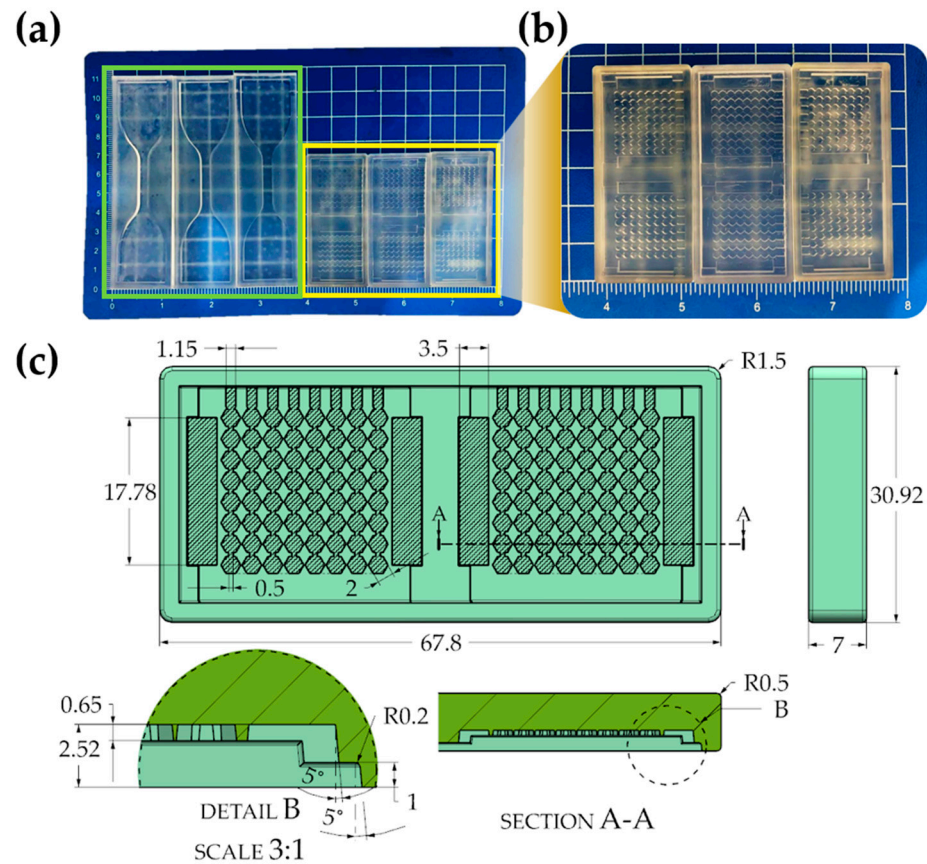 (a)
(b)
11
10
9
8
7
6
5
4
3
2
1
0
0 1 2 3 4 5 6 7 8
4 5 6 7 8
(c)
1.15
3.5
R1.5
17.78
A
A
30.92
0.5
2
67.8
7
0.65
2.52
R0.2
5°
5°
1
R0.5
B
DETAIL B
SCALE 3:1
SECTION A-A